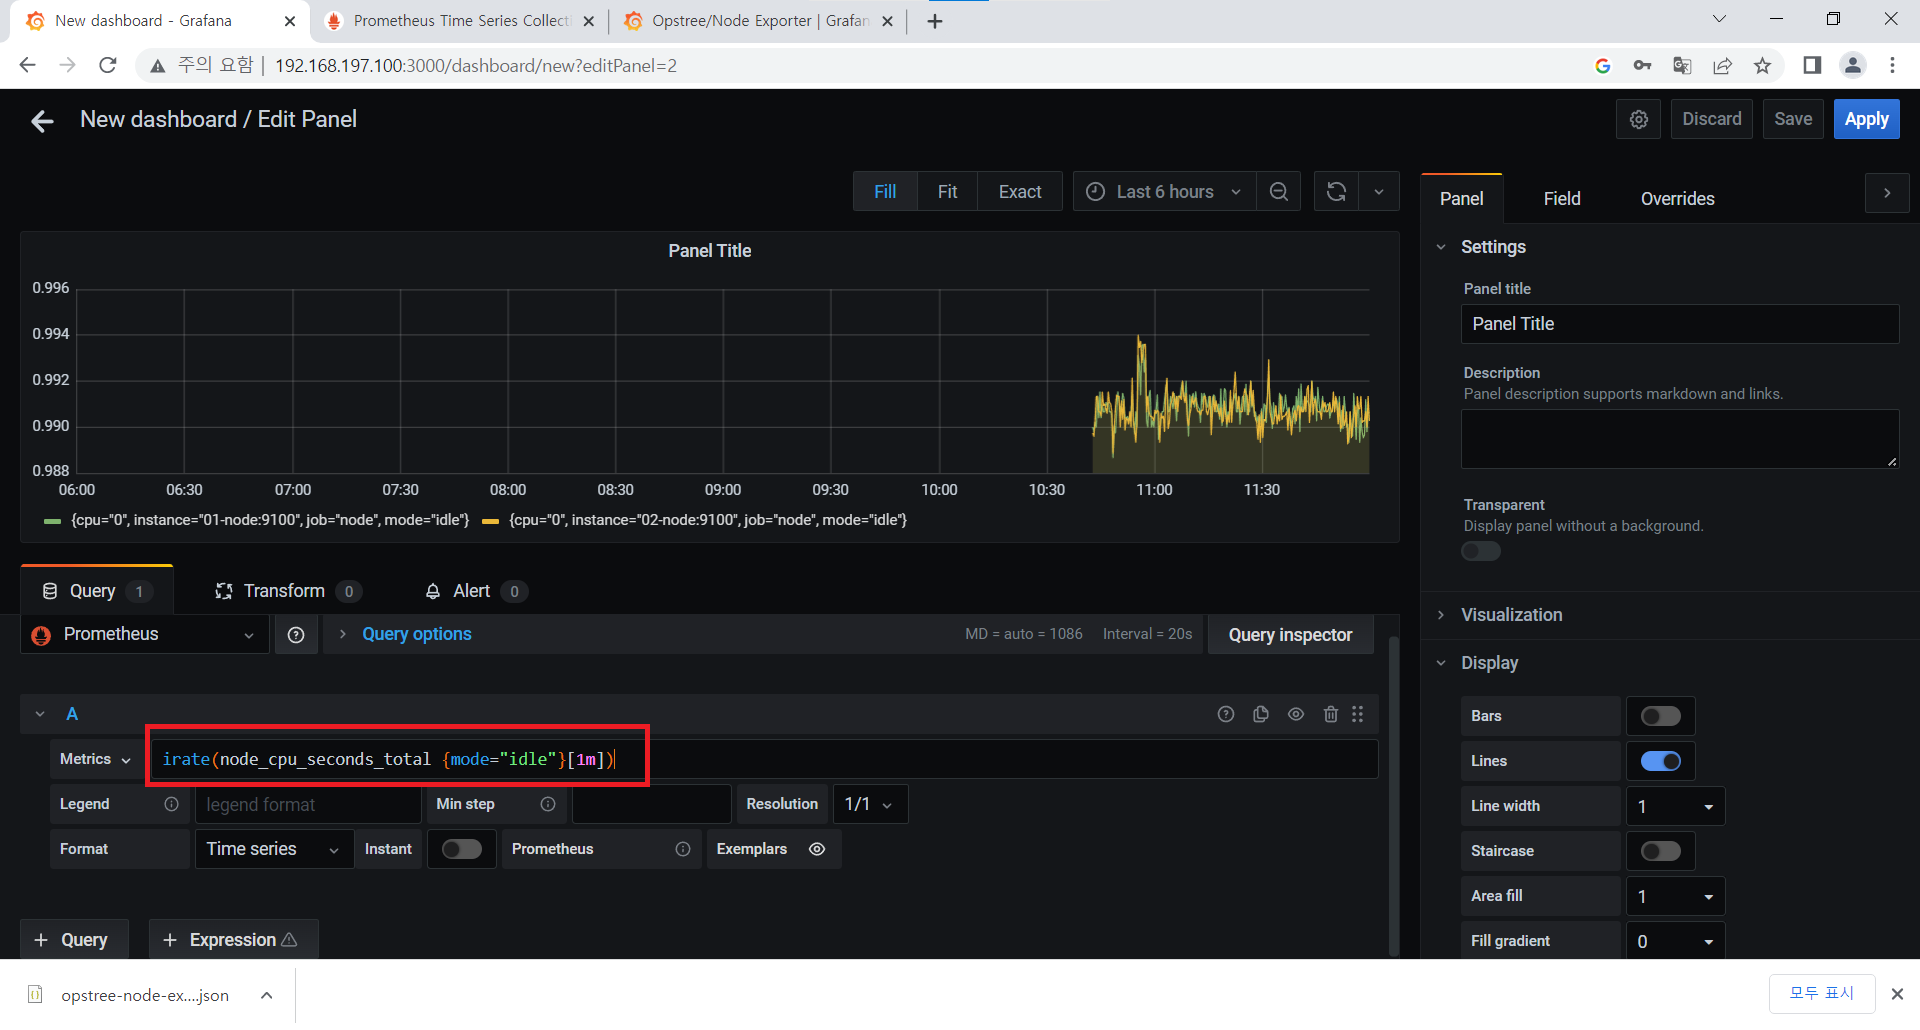 New dashboard - Grafana
Prometheus Time Series Collecti
Opstree/Node Exporter | Grafan
주의 요함 | 192.168.197.100:3000/dashboard/new?editPanel=2
New dashboard / Edit Panel
Discard
Save
Apply
Fill
Fit
Exact
Last 6 hours
Panel
Field
Overrides
Panel Title
0.996
0.994
0.992
0.990
0.988
06:00
06:30
07:00
07:30
08:00
08:30
09:00
09:30
10:00
10:30
11:00
11:30
{cpu="0", instance="01-node:9100", job="node", mode="idle"}
{cpu="0", instance="02-node:9100", job="node", mode="idle"}
Settings
Panel title
Panel Title
Description
Panel description supports markdown and links.
Transparent
Display panel without a background.
Query 1
Transform 0
Alert 0
Prometheus
Query options
MD = auto = 1086
Interval = 20s
Query inspector
A
Metrics
irate(node_cpu_seconds_total {mode="idle"}[1m])
Legend
legend format
Min step
Resolution
1/1
Format
Time series
Instant
Prometheus
Exemplars
+ Query
+ Expression
Visualization
Display
Bars
Lines
Line width
1
Staircase
Area fill
1
Fill gradient
0
opstree-node-ex....json
모두 표시